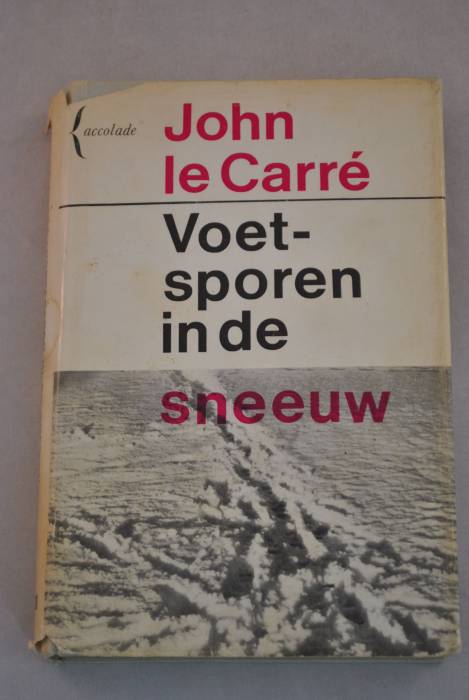 accolade
John
le Carré
Voet-
sporen
in de
sneeuw